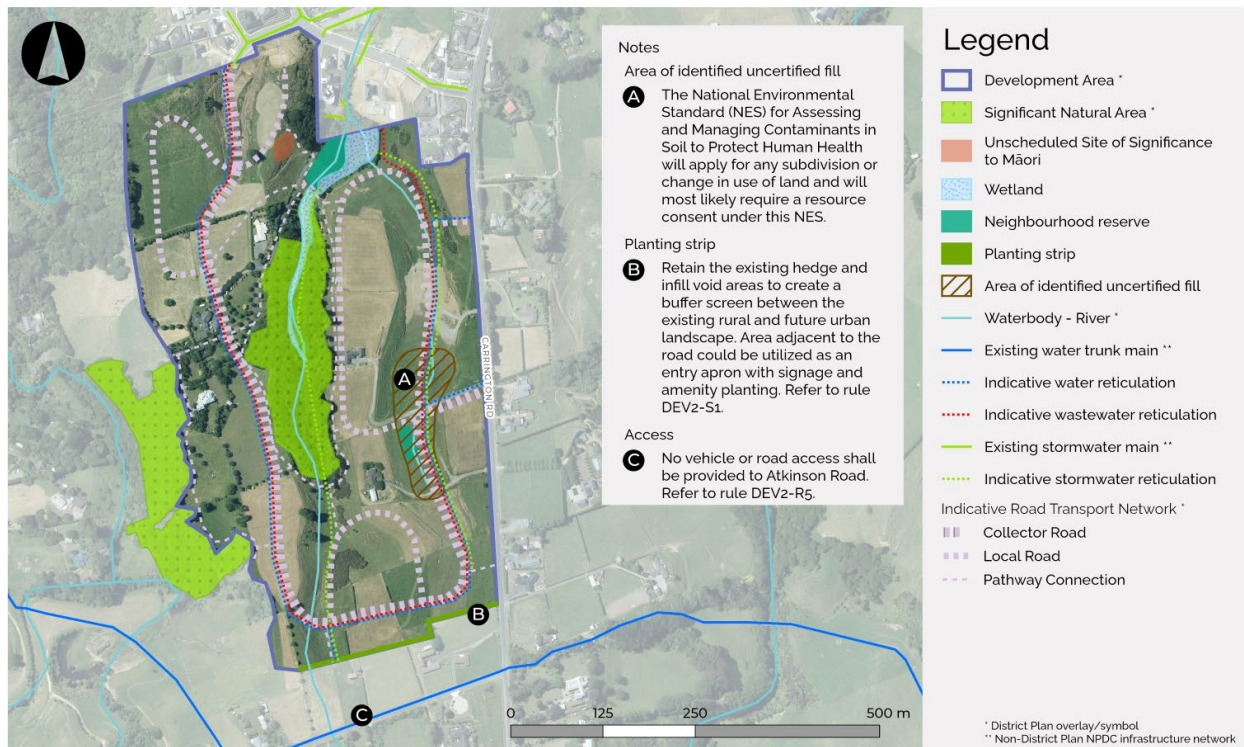 Notes
Area of identified uncertified fill
A
The National Environmental
Standard (NES) for Assessing
and Managing Contaminants in
Soil to Protect Human Health
will apply for any subdivision or
change in use of land and will
most likely require a resource
consent under this NES.
Planting strip
B
Retain the existing hedge and
infill void areas to create a
buffer screen between the
existing rural and future urban
landscape. Area adjacent to the
road could be utilized as an
entry apron with signage and
amenity planting. Refer to rule
DEV2-S1.
Access
C
No vehicle or road access shall
be provided to Atkinson Road.
Refer to rule DEV2-R5.
A
CARRINGTON RD
B
C
0 125 250 500 m
Legend
Development Area *
Significant Natural Area *
Unscheduled Site of Significance
to Māori
Wetland
Neighbourhood reserve
Planting strip
Area of identified uncertified fill
Waterbody - River *
Existing water trunk main **
Indicative water reticulation
Indicative wastewater reticulation
Existing stormwater main **
Indicative stormwater reticulation
Indicative Road Transport Network *
Collector Road
Local Road
Pathway Connection
* District Plan overlay/symbol
** Non-District Plan NPDC infrastructure network